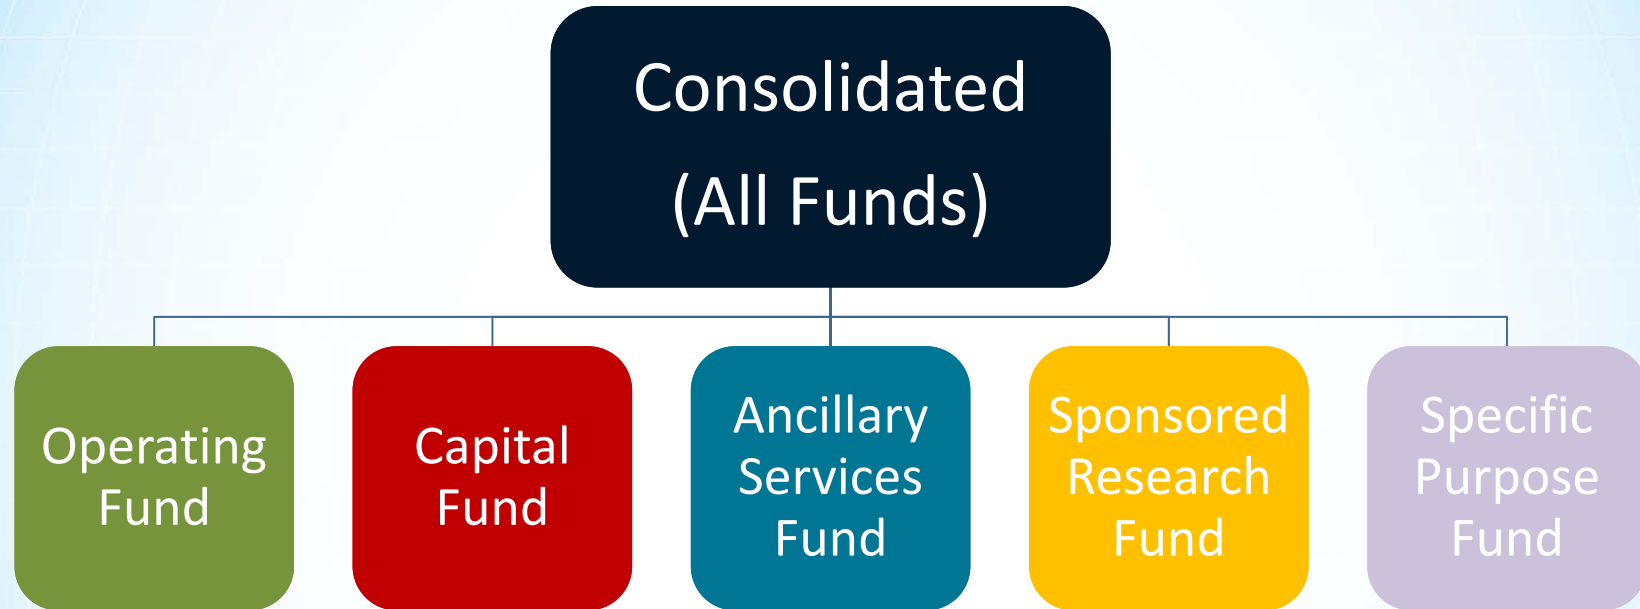 Consolidated
(All Funds)
Operating
Fund
Capital
Fund
Ancillary
Services
Fund
Sponsored
Research
Fund
Specific
Purpose
Fund